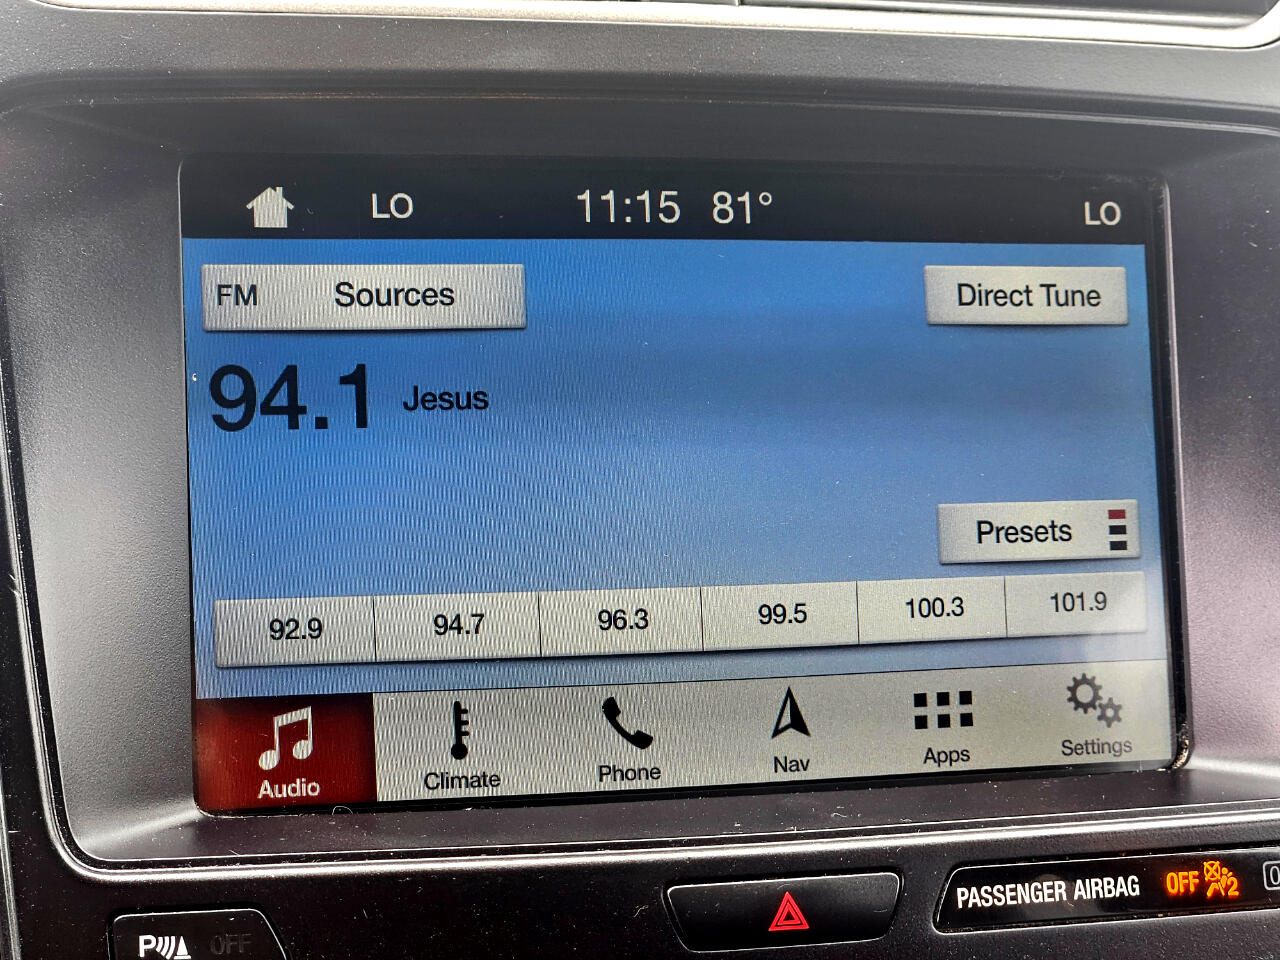 LO 11:15 81° LO
FM Sources Direct Tune
94.1 Jesus
Presets
92.9 94.7 96.3 99.5 100.3 101.9
Audio Climate Phone Nav Apps Settings
PASSENGER AIRBAG OFF 2
P OFF